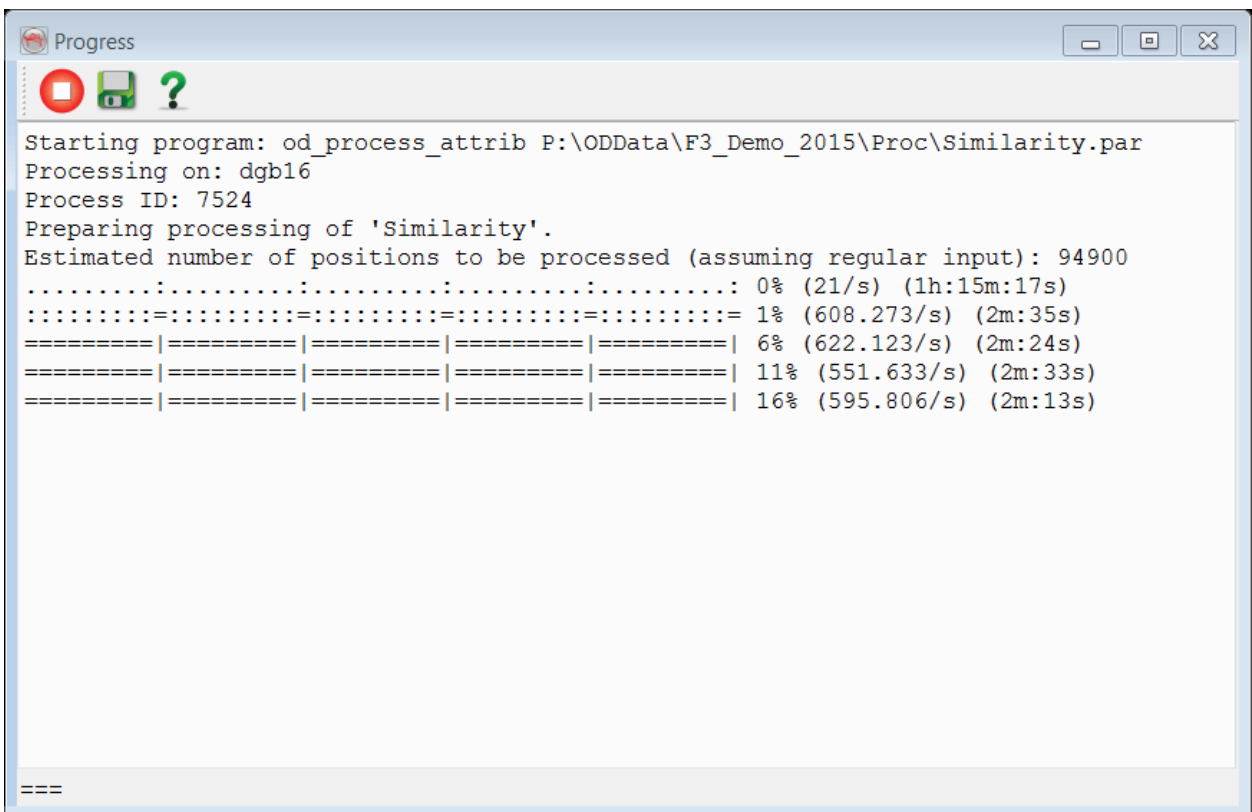 Progress
Starting program: od_process_attrib P:\ODData\F3_Demo_2015\Proc\Similarity.par
Processing on: dgb16
Process ID: 7524
Preparing processing of 'Similarity'.
Estimated number of positions to be processed (assuming regular input): 94900
.........:.........:.........:.........:.........: 0% (21/s) (1h:15m:17s)
:::::::::=:::::::::=:::::::::=:::::::::=:::::::::= 1% (608.273/s) (2m:35s)
=========|=========|=========|=========|=========| 6% (622.123/s) (2m:24s)
=========|=========|=========|=========|=========| 11% (551.633/s) (2m:33s)
=========|=========|=========|=========|=========| 16% (595.806/s) (2m:13s)
===